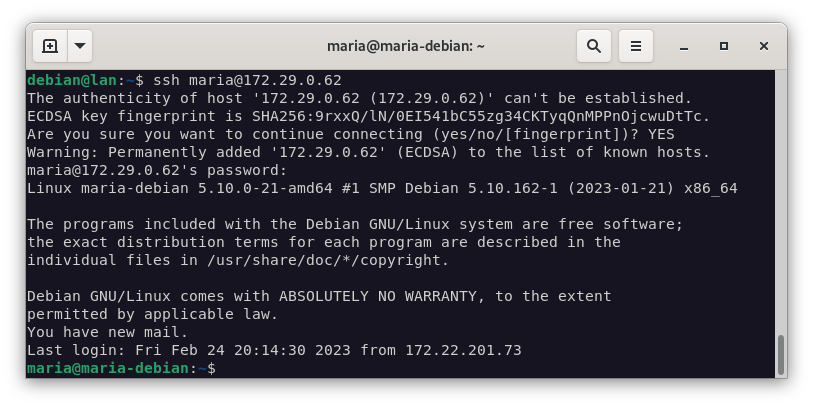 maria@maria-debian: ~
debian@lan:~$ ssh maria@172.29.0.62
The authenticity of host '172.29.0.62 (172.29.0.62)' can't be established.
ECDSA key fingerprint is SHA256:9rxxQ/lN/0EI541bC55zg34CKTyqQnMPPnOjcwuDtTc.
Are you sure you want to continue connecting (yes/no/[fingerprint])? YES
Warning: Permanently added '172.29.0.62' (ECDSA) to the list of known hosts.
maria@172.29.0.62's password:
Linux maria-debian 5.10.0-21-amd64 #1 SMP Debian 5.10.162-1 (2023-01-21) x86_64
The programs included with the Debian GNU/Linux system are free software;
the exact distribution terms for each program are described in the
individual files in /usr/share/doc/*/copyright.
Debian GNU/Linux comes with ABSOLUTELY NO WARRANTY, to the extent
permitted by applicable law.
You have new mail.
Last login: Fri Feb 24 20:14:30 2023 from 172.22.201.73
maria@maria-debian:~$